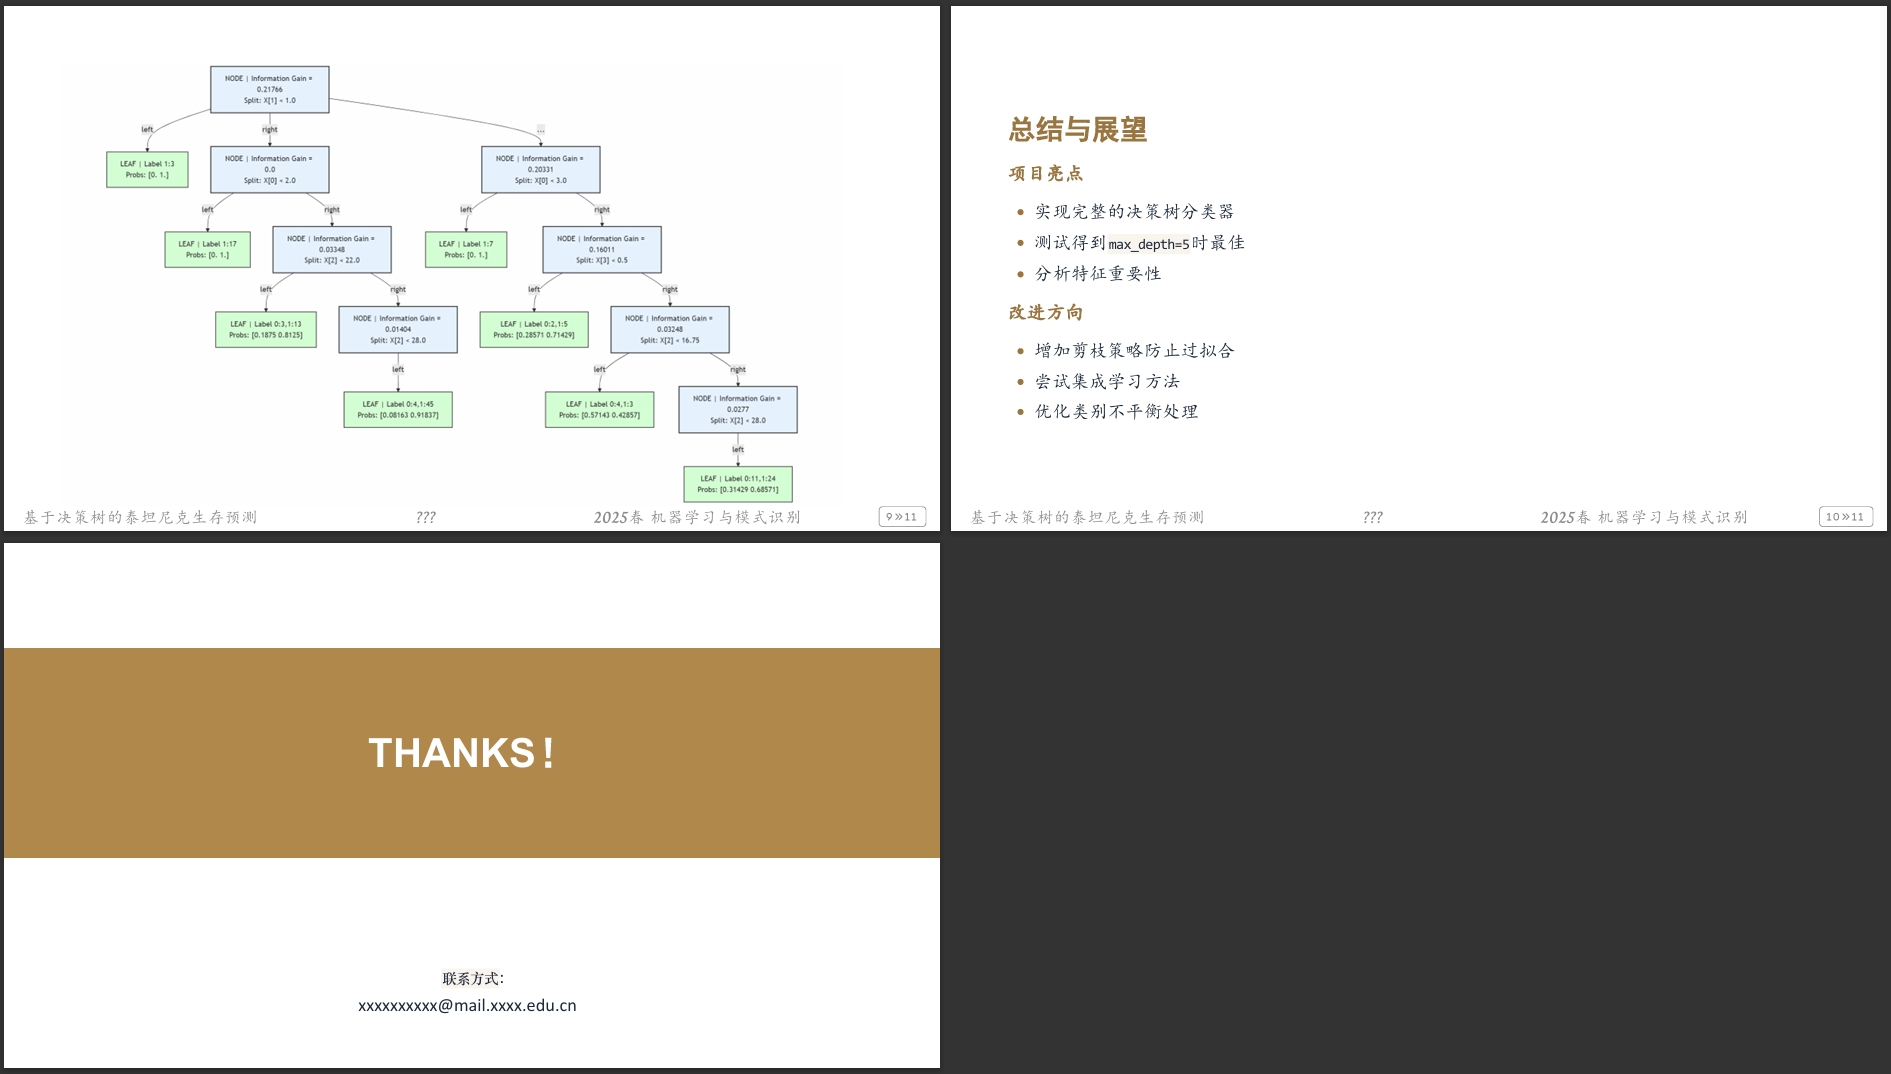 NODE | Information Gain =
0.21766
Split: X[1] < 1.0
left
right
...
LEAF | Label 1:3
Probs: [0. 1.]
NODE | Information Gain =
0.0
Split: X[0] < 2.0
NODE | Information Gain =
0.20331
Split: X[0] < 3.0
left
right
left
right
LEAF | Label 1:17
Probs: [0. 1.]
NODE | Information Gain =
0.03348
Split: X[2] < 22.0
LEAF | Label 1:7
Probs: [0. 1.]
NODE | Information Gain =
0.16011
Split: X[3] < 0.5
left
right
left
right
LEAF | Label 0:3,1:13
Probs: [0.1875 0.8125]
NODE | Information Gain =
0.01404
Split: X[2] < 28.0
LEAF | Label 0:2,1:5
Probs: [0.28571 0.71429]
NODE | Information Gain =
0.03248
Split: X[2] < 16.75
left
left
right
LEAF | Label 0:4,1:45
Probs: [0.08163 0.91837]
LEAF | Label 0:4,1:3
Probs: [0.57143 0.42857]
NODE | Information Gain =
0.0277
Split: X[2] < 28.0
left
LEAF | Label 0:11,1:24
Probs: [0.31429 0.68571]
基于决策树的泰坦尼克生存预测
???
2025春 机器学习与模式识别
9»11
总结与展望
项目亮点
• 实现完整的决策树分类器
• 测试得到max_depth=5时最佳
• 分析特征重要性
改进方向
• 增加剪枝策略防止过拟合
• 尝试集成学习方法
• 优化类别不平衡处理
基于决策树的泰坦尼克生存预测
???
2025春 机器学习与模式识别
10»11
THANKS！
联系方式：
xxxxxxxxxx@mail.xxxx.edu.cn